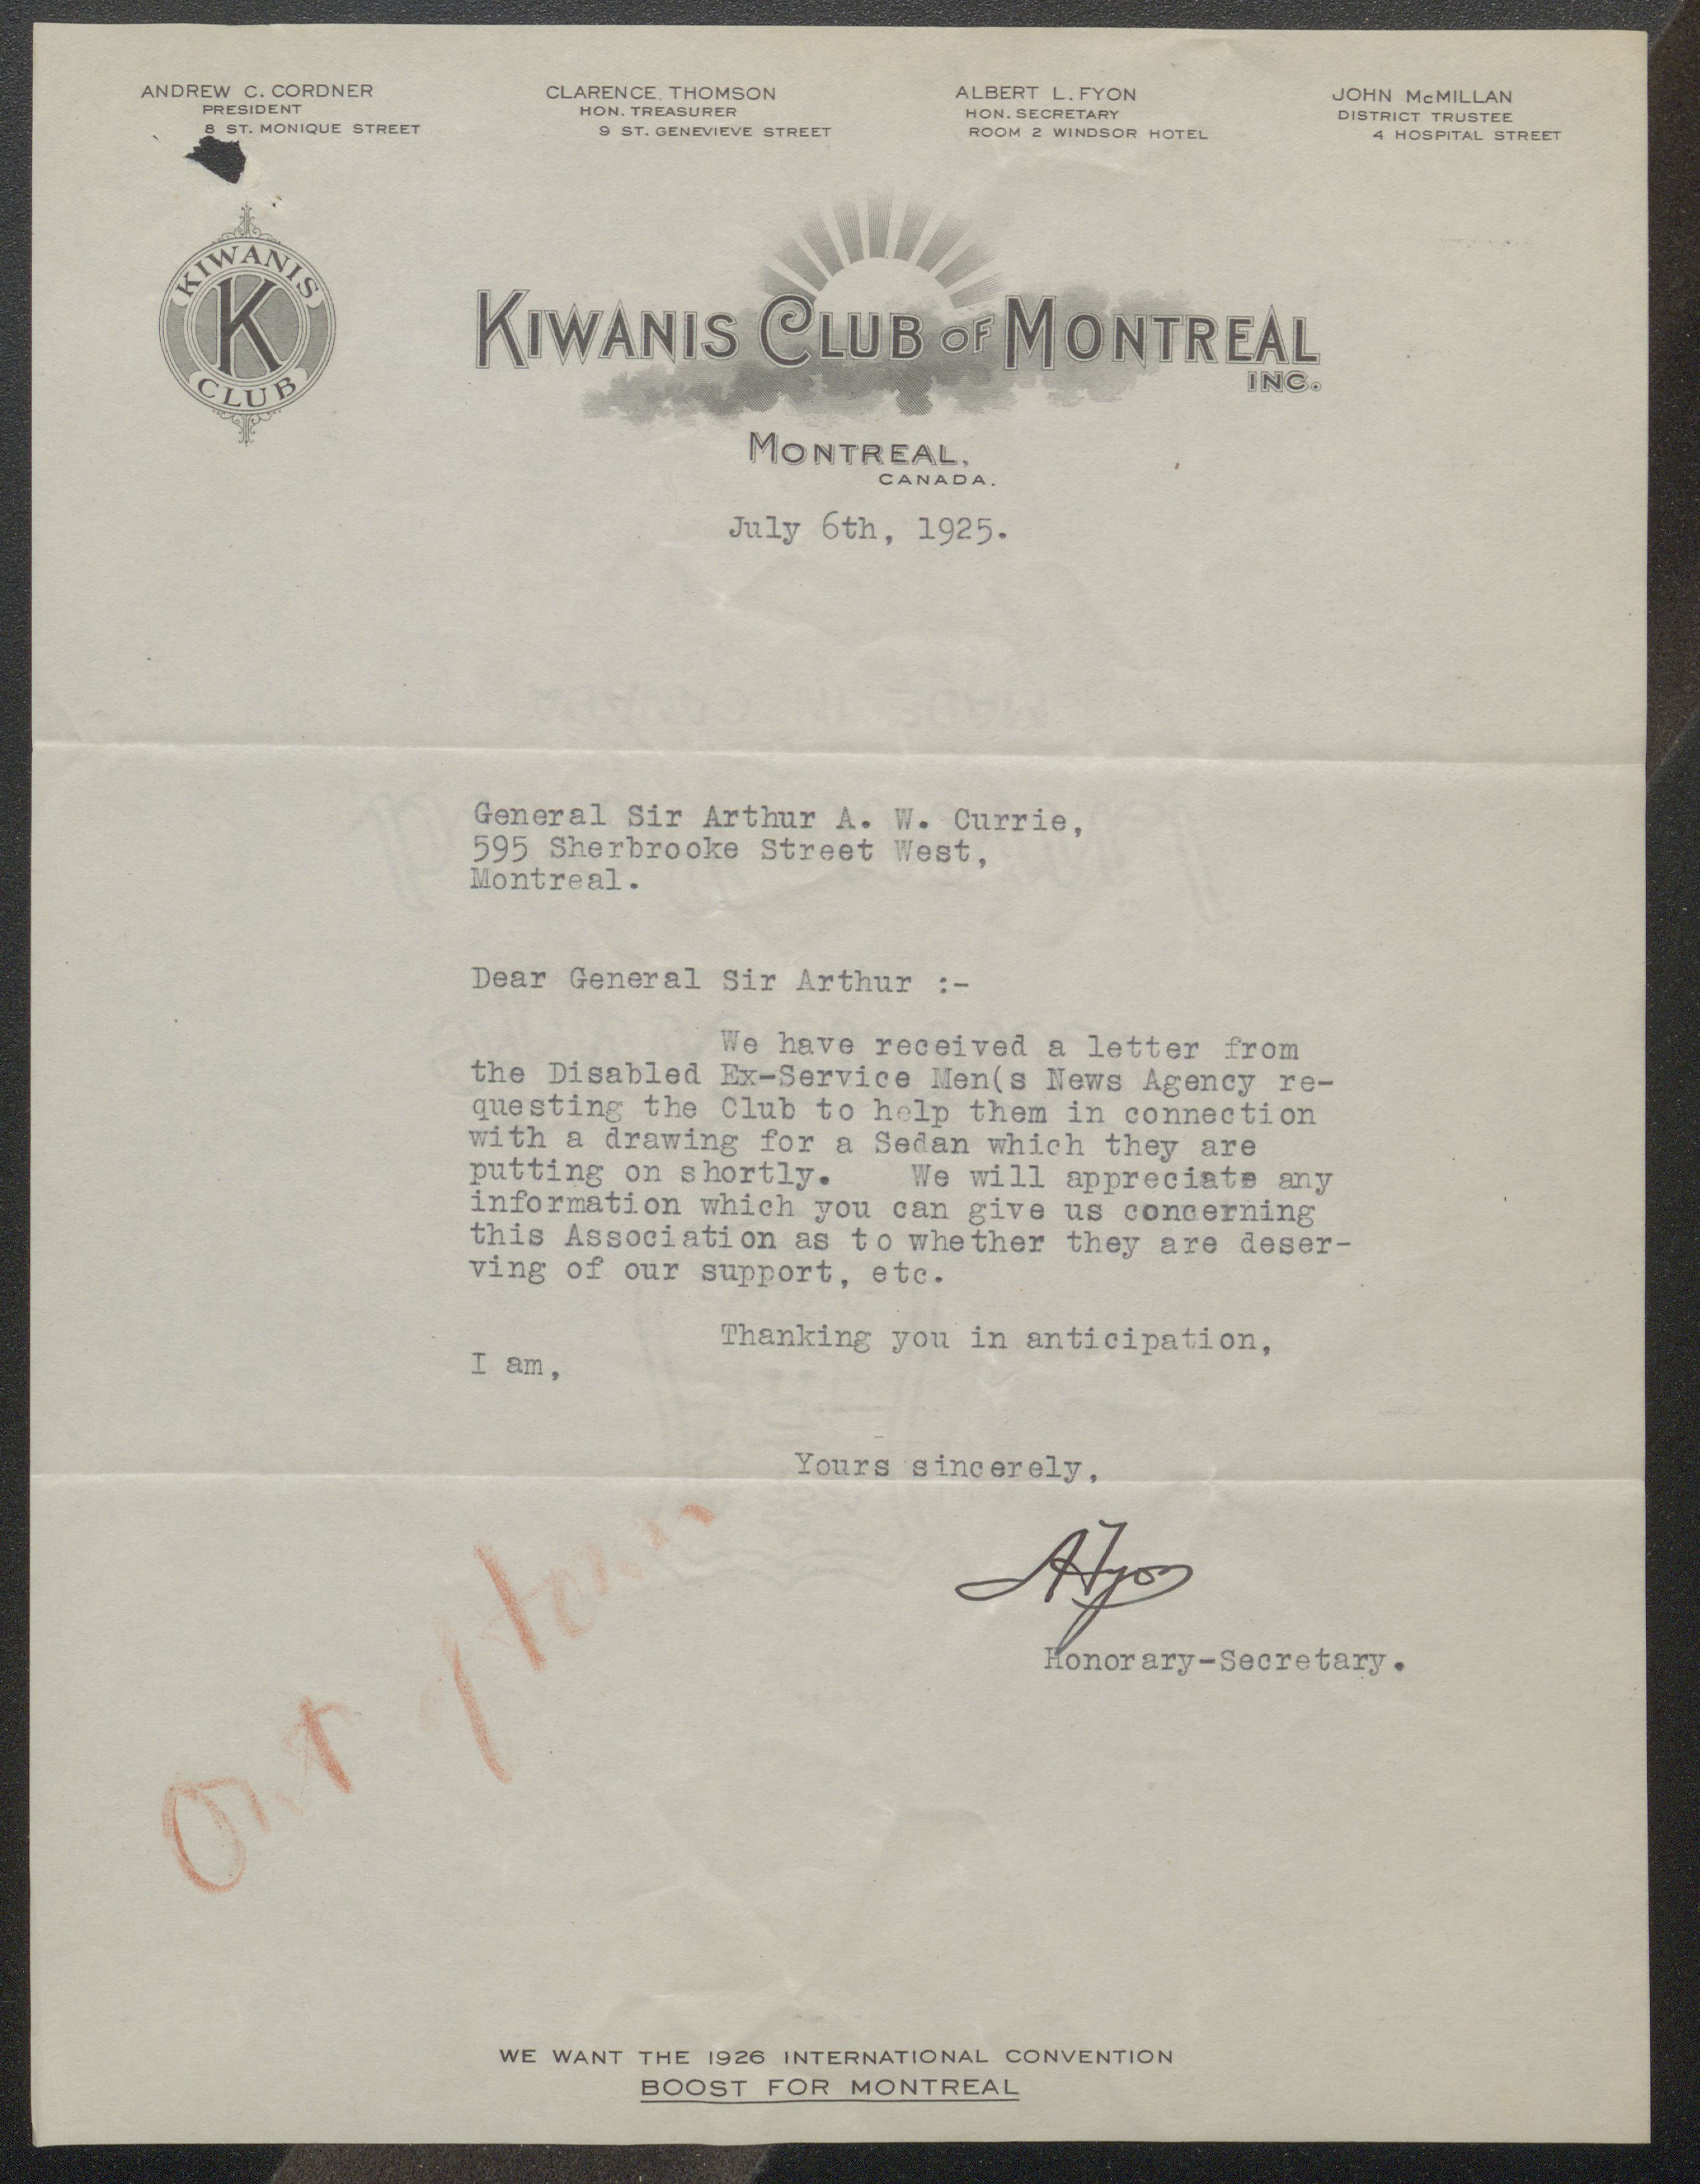 ANDREW C. CORDNER
PRESIDENT
8 ST. MONIQUE STREET
CLARENCE. THOMSON
HON. TREASURER
9 ST. GENEVIEVE STREET
ALBERT L. FYON
HON. SECRETARY
ROOM 2 WINDSOR HOTEL
JOHN McMILLAN
DISTRICT TRUSTEE
4 HOSPITAL STREET
KIWANIS
K
CLUB
KIWANIS CLUB OF MONTREAL
INC.
MONTREAL,
CANADA.
July 6th, 1925.
General Sir Arthur A. W. Currie,
595 Sherbrooke Street West,
Montreal.
Dear General Sir Arthur :-
We have received a letter from
the Disabled Ex-Service Men(s News Agency re-
questing the Club to help them in connection
with a drawing for a Sedan which they are
putting on shortly. We will appreciate any
information which you can give us concerning
this Association as to whether they are deser-
ving of our support, etc.
Thanking you in anticipation,
I am,
Yours sincerely,
AFyon
Honorary-Secretary.
Out of town
WE WANT THE 1926 INTERNATIONAL CONVENTION
BOOST FOR MONTREAL